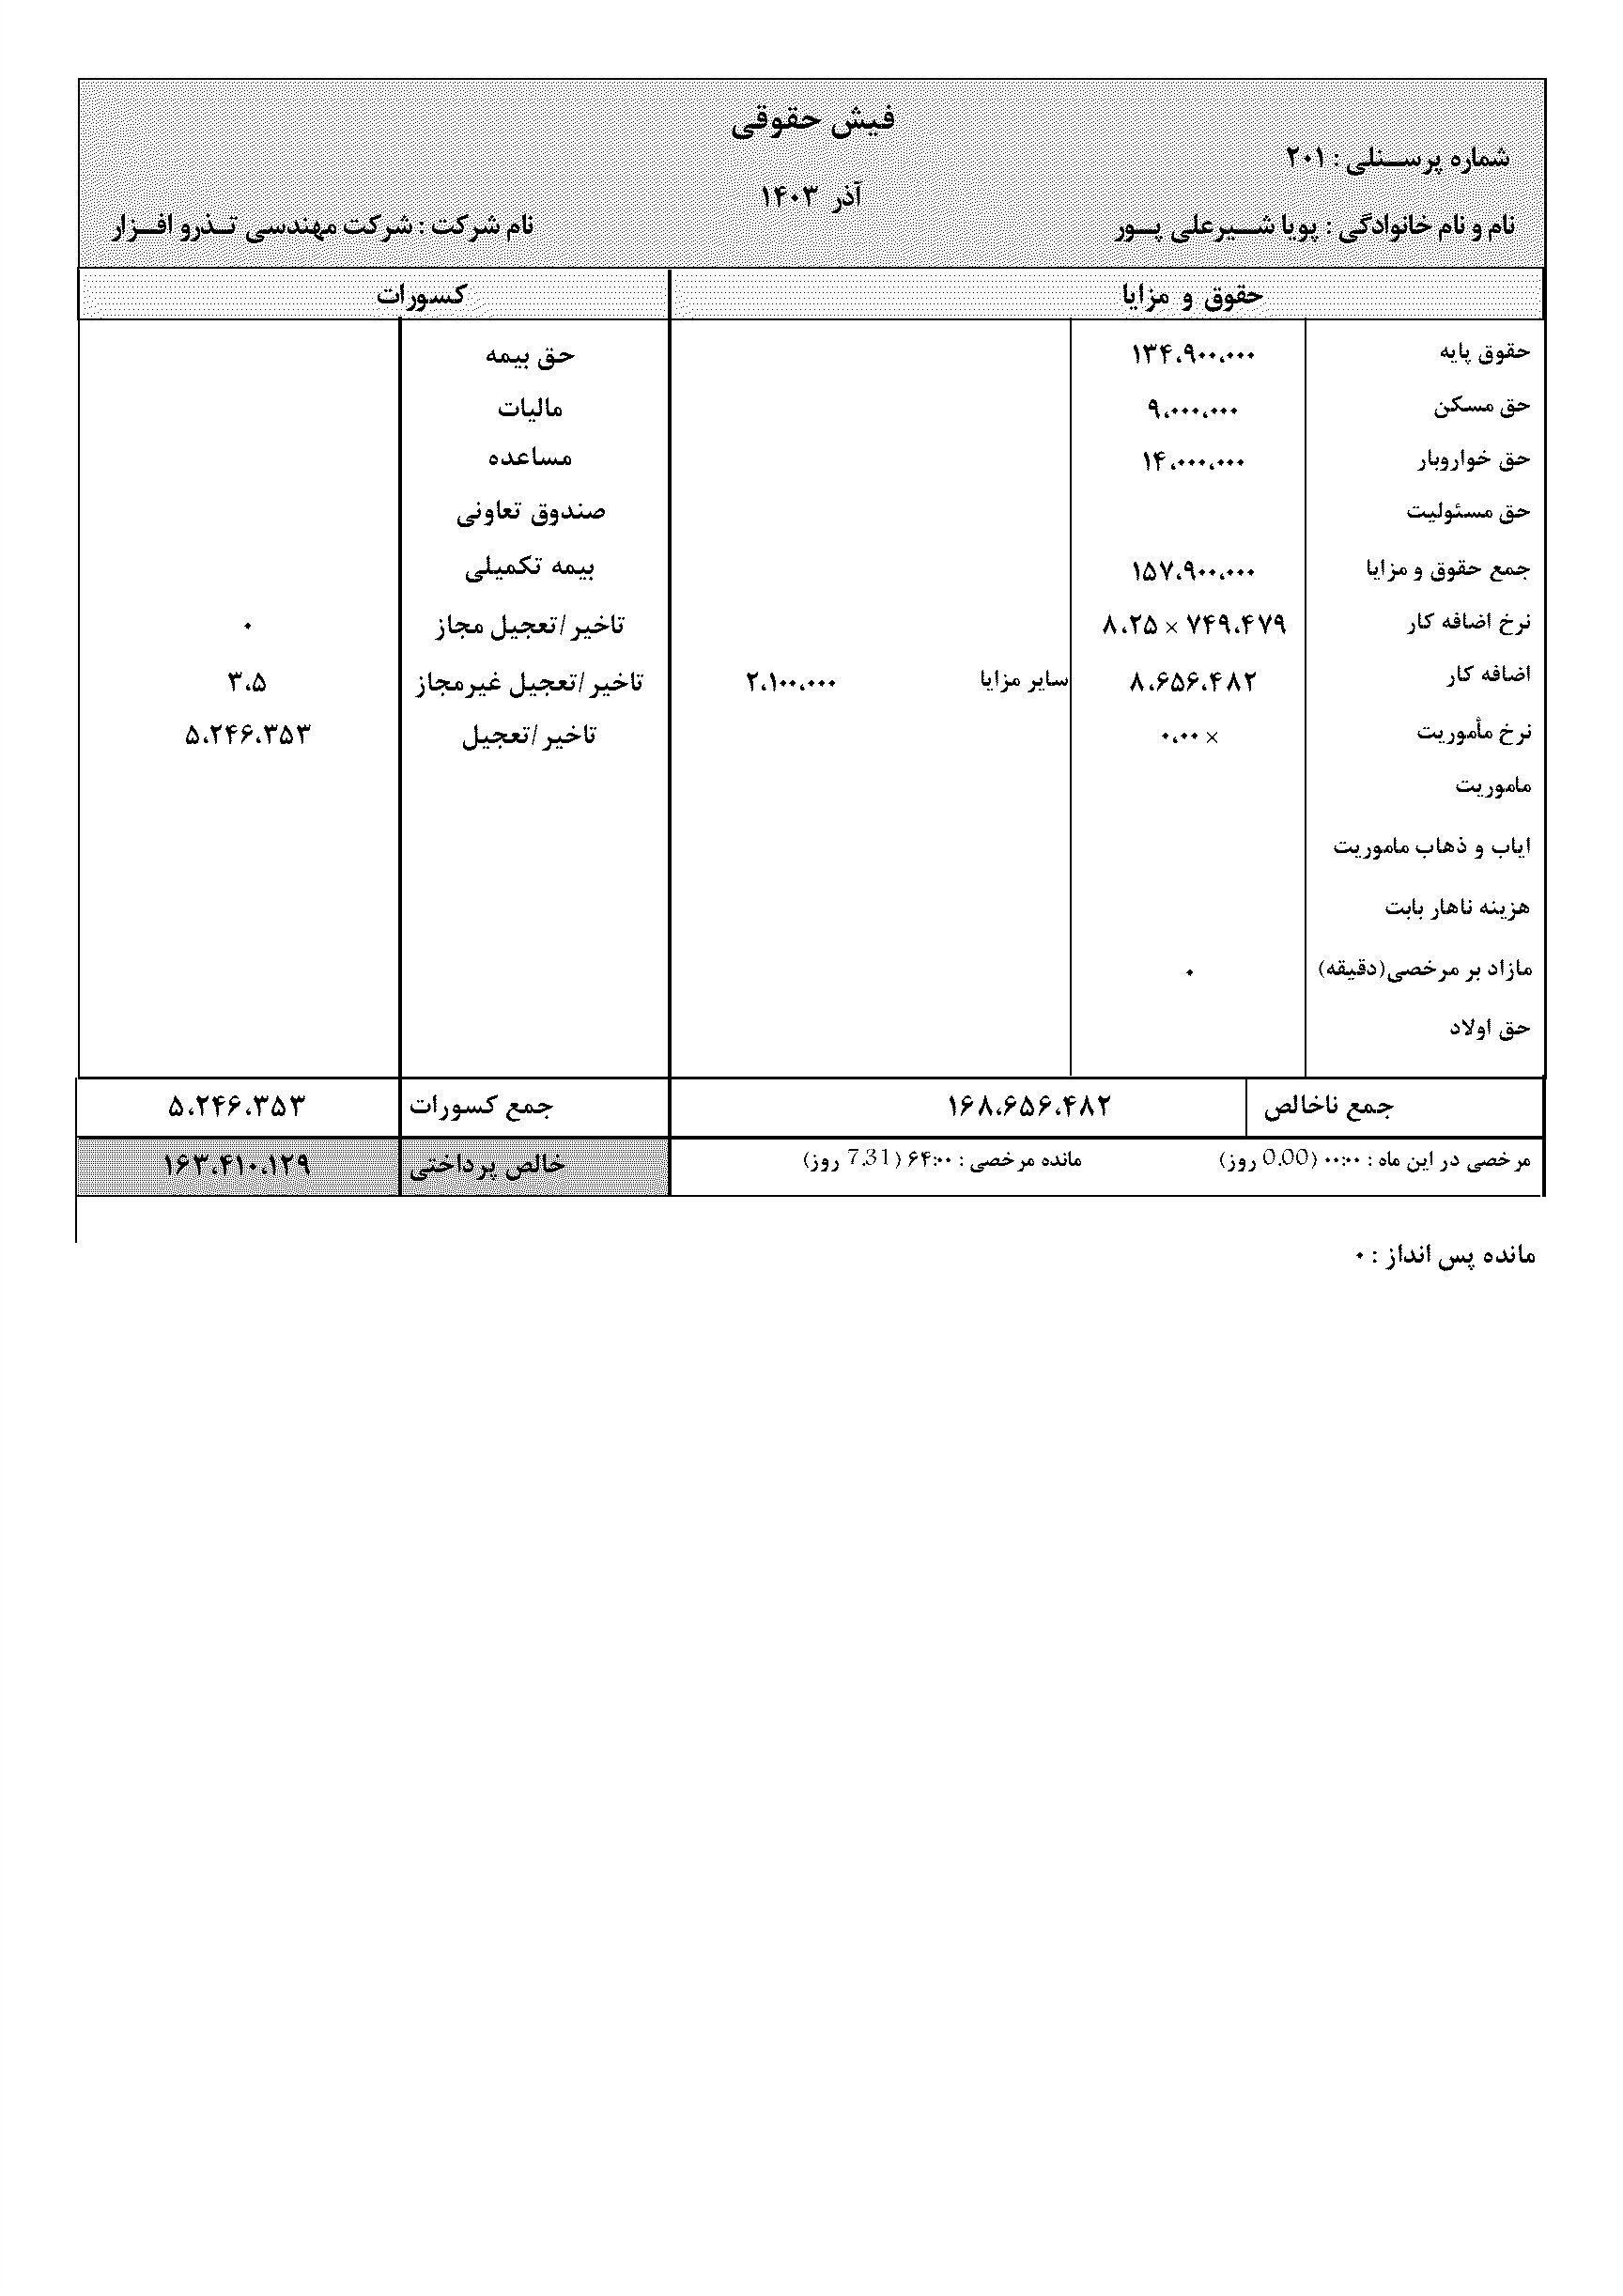 فیش حقوقی
شماره پرسـنلی : ۲۰۱
آذر ۱۴۰۳
نام و نام خانوادگی : پویا شـیرعلی پـور
نام شرکت : شرکت مهندسی تـذرو افـزار
حقوق و مزایا
کسورات
حقوق پایه ۱۳۴،۹۰۰،۰۰۰ حق بیمه
حق مسکن ۹،۰۰۰،۰۰۰ مالیات
حق خواروبار ۱۴،۰۰۰،۰۰۰ مساعده
حق مسئولیت صندوق تعاونی
جمع حقوق و مزایا ۱۵۷،۹۰۰،۰۰۰ بیمه تکمیلی
نرخ اضافه کار ۷۴۹،۴۷۹ × ۸،۲۵ تاخیر/تعجیل مجاز ۰
اضافه کار ۸،۶۵۶،۴۸۲ سایر مزایا ۲،۱۰۰،۰۰۰ تاخیر/تعجیل غیرمجاز ۳،۵
نرخ مأموریت × ۰،۰۰ تاخیر/تعجیل ۵،۲۴۶،۳۵۳
ماموریت
ایاب و ذهاب ماموریت
هزینه ناهار بابت
مازاد بر مرخصی(دقیقه) ۰
حق اولاد
جمع ناخالص ۱۶۸،۶۵۶،۴۸۲ جمع کسورات ۵،۲۴۶،۳۵۳
مرخصی در این ماه : ۰۰:۰۰ (0.00 روز) مانده مرخصی : ۶۴:۰۰ (7.31 روز) خالص پرداختی ۱۶۳،۴۱۰،۱۲۹
مانده پس انداز : ۰